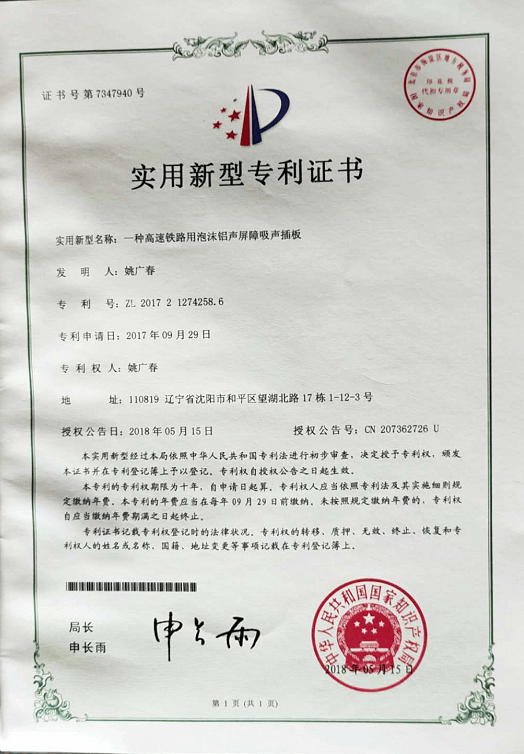 证书号第7347940号
实用新型专利证书
实用新型名称：一种高速铁路用泡沫铝声屏障吸声插板
发 明 人：姚广春
专 利 号：ZL 2017 2 1274258.6
专利申请日：2017年09月29日
专 利 权 人：姚广春
地 址：110819 辽宁省沈阳市和平区望湖北路17栋1-12-3号
授权公告日：2018年05月15日 授权公告号：CN 207362726 U
本实用新型经过本局依照中华人民共和国专利法进行初步审查，决定授予专利权，颁发
本证书并在专利登记簿上予以登记。专利权自授权公告之日起生效。
本专利的专利权期限为十年，自申请日起算。专利权人应当依照专利法及其实施细则规
定缴纳年费。本专利的年费应当在每年09月29日前缴纳。未按照规定缴纳年费的，专利权
自应当缴纳年费期满之日起终止。
专利证书记载专利权登记时的法律状况。专利权的转移、质押、无效、终止、恢复和专
利权人的姓名或名称、国籍、地址变更等事项记载在专利登记簿上。
局长
申长雨
申长雨
中华人民共和国国家知识产权局
2018年05月15日
第 1 页 (共 1 页)